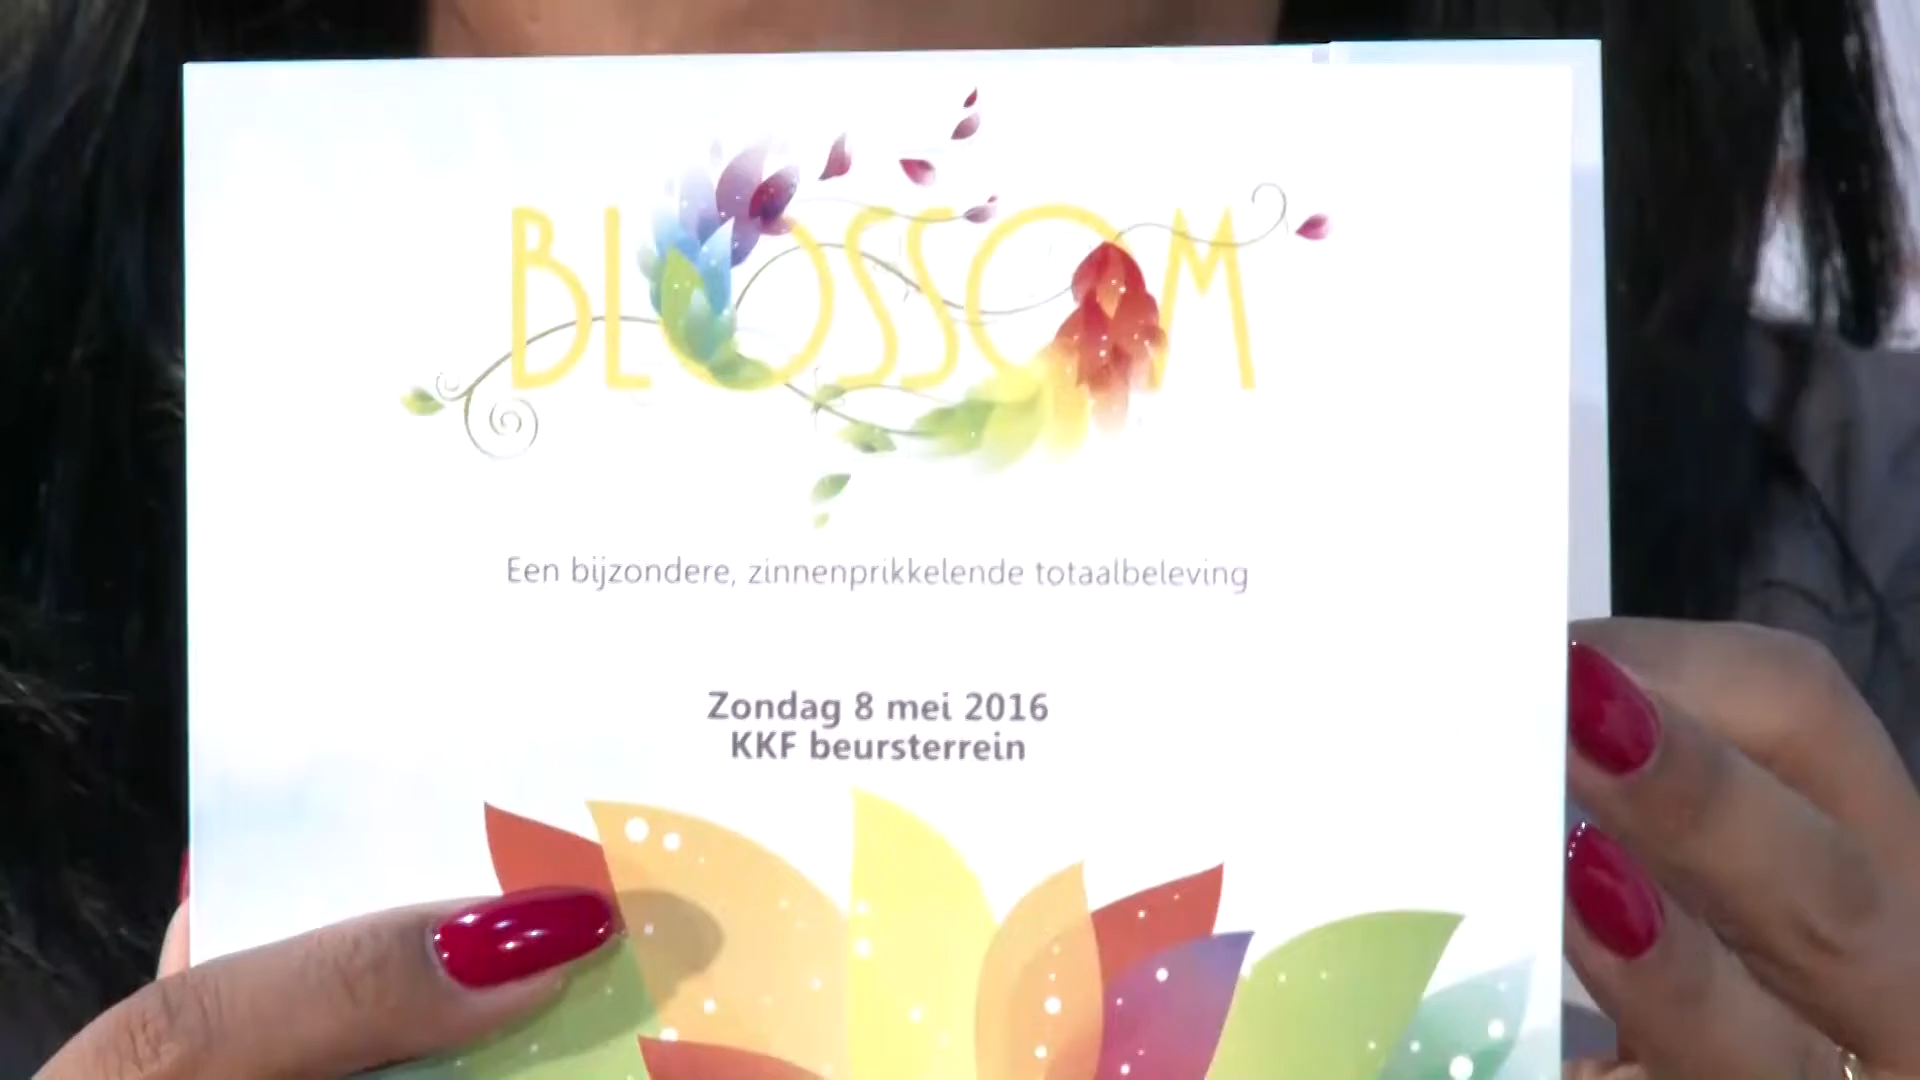 BLOSSOM
Een bijzondere, zinnenprikkelende totaalbeleving
Zondag 8 mei 2016
KKF beursterrein